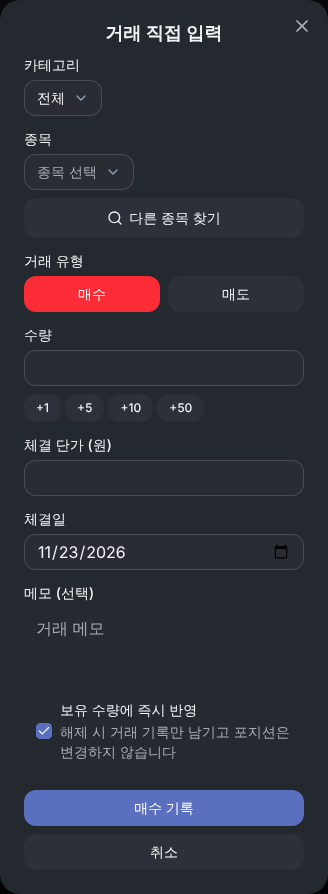 거래 직접 입력
카테고리
전체
종목
종목 선택
다른 종목 찾기
거래 유형
매수
매도
수량
+1
+5
+10
+50
체결 단가 (원)
체결일
11/23/2026
메모 (선택)
거래 메모
보유 수량에 즉시 반영
해제 시 거래 기록만 남기고 포지션은
변경하지 않습니다
매수 기록
취소